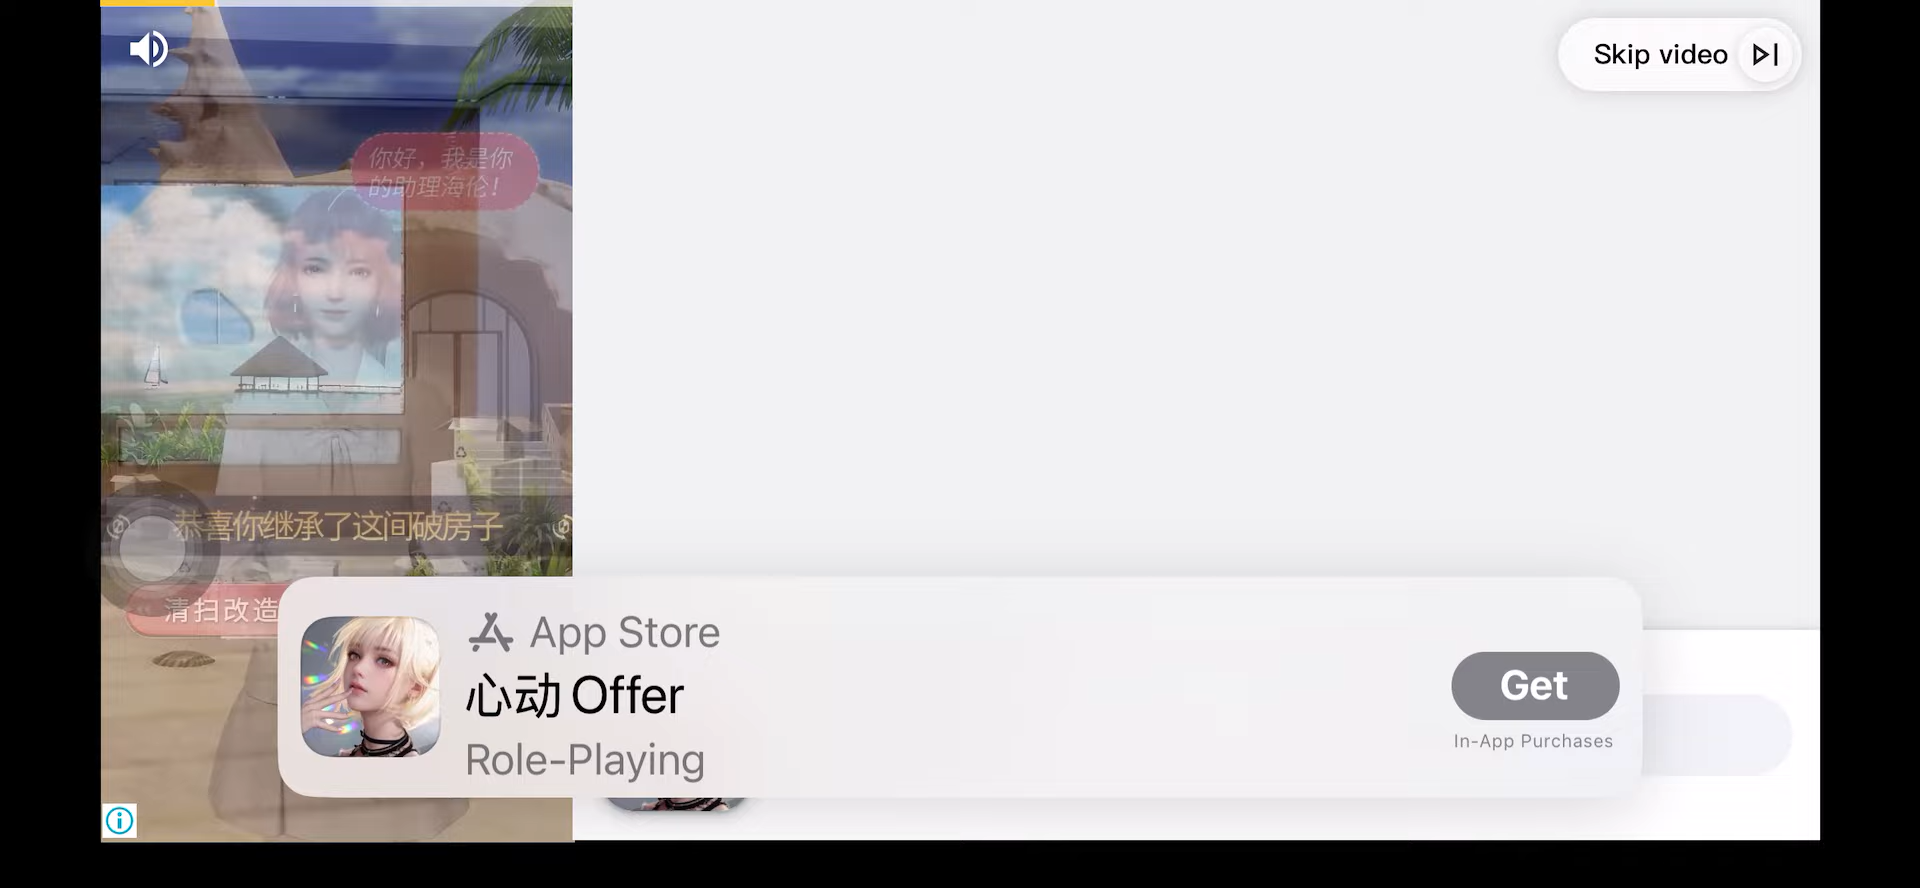 Skip video
你好，我是你
的助理海伦！
恭喜你继承了这间破房子
清扫改造
App Store
心动 Offer
Role-Playing
Get
In-App Purchases